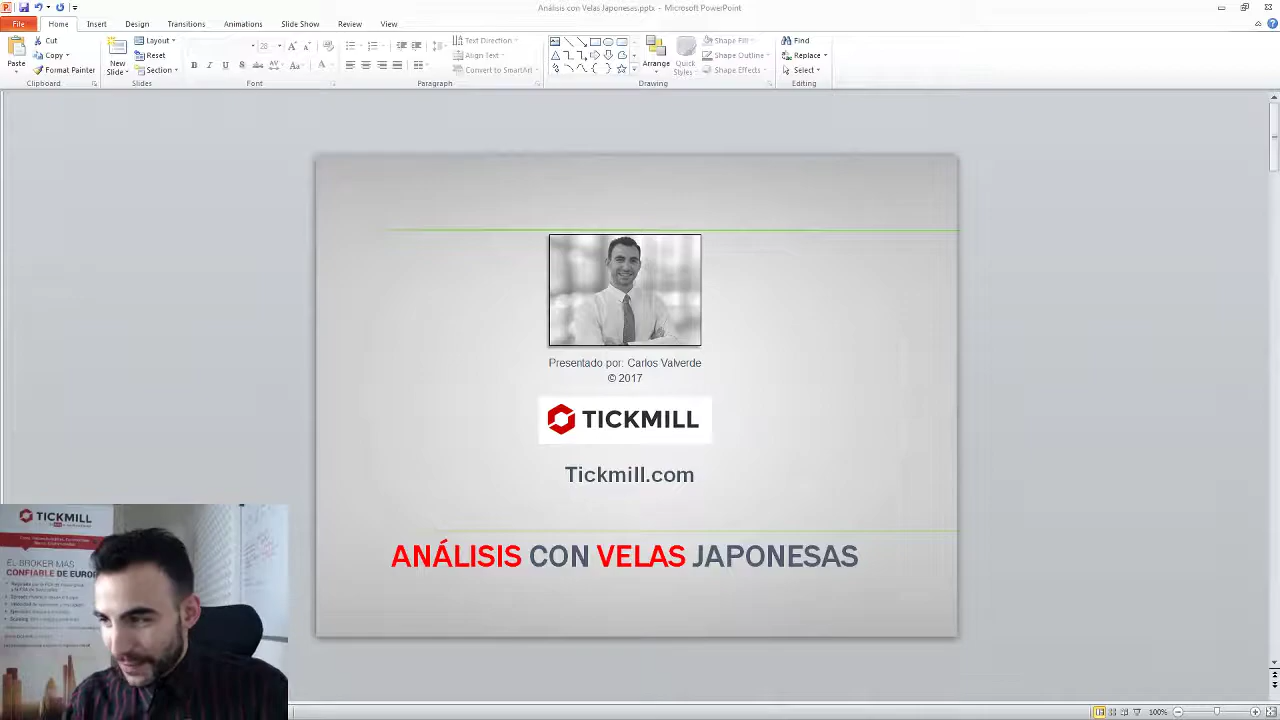 Análisis con Velas Japonesas.pptx - Microsoft PowerPoint
File Home Insert Design Transitions Animations Slide Show Review View
Paste
Cut
Copy
Format Painter
Clipboard
New Slide
Layout
Reset
Section
Slides
28
Font
Text Direction
Align Text
Convert to SmartArt
Paragraph
Arrange
Quick Styles
Shape Fill
Shape Outline
Shape Effects
Drawing
Find
Replace
Select
Editing
Presentado por: Carlos Valverde
© 2017
TICKMILL
Tickmill.com
ANÁLISIS CON VELAS JAPONESAS
TICKMILL
EL BROKER MÁS
CONFIABLE DE EUROP
100%